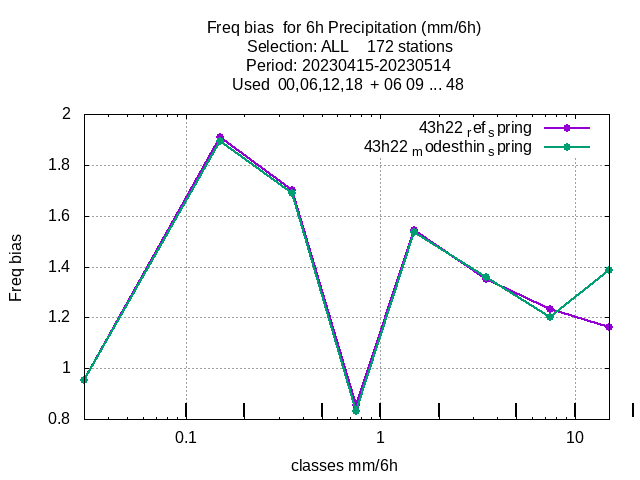 Freq bias for 6h Precipitation (mm/6h)
Selection: ALL 172 stations
Period: 20230415-20230514
Used 00,06,12,18 + 06 09 ... 48
43h22 ref spring
43h22 modesthin spring
2
1.8
1.6
1.4
1.2
1
0.8
Freq bias
0.1 1 10
classes mm/6h